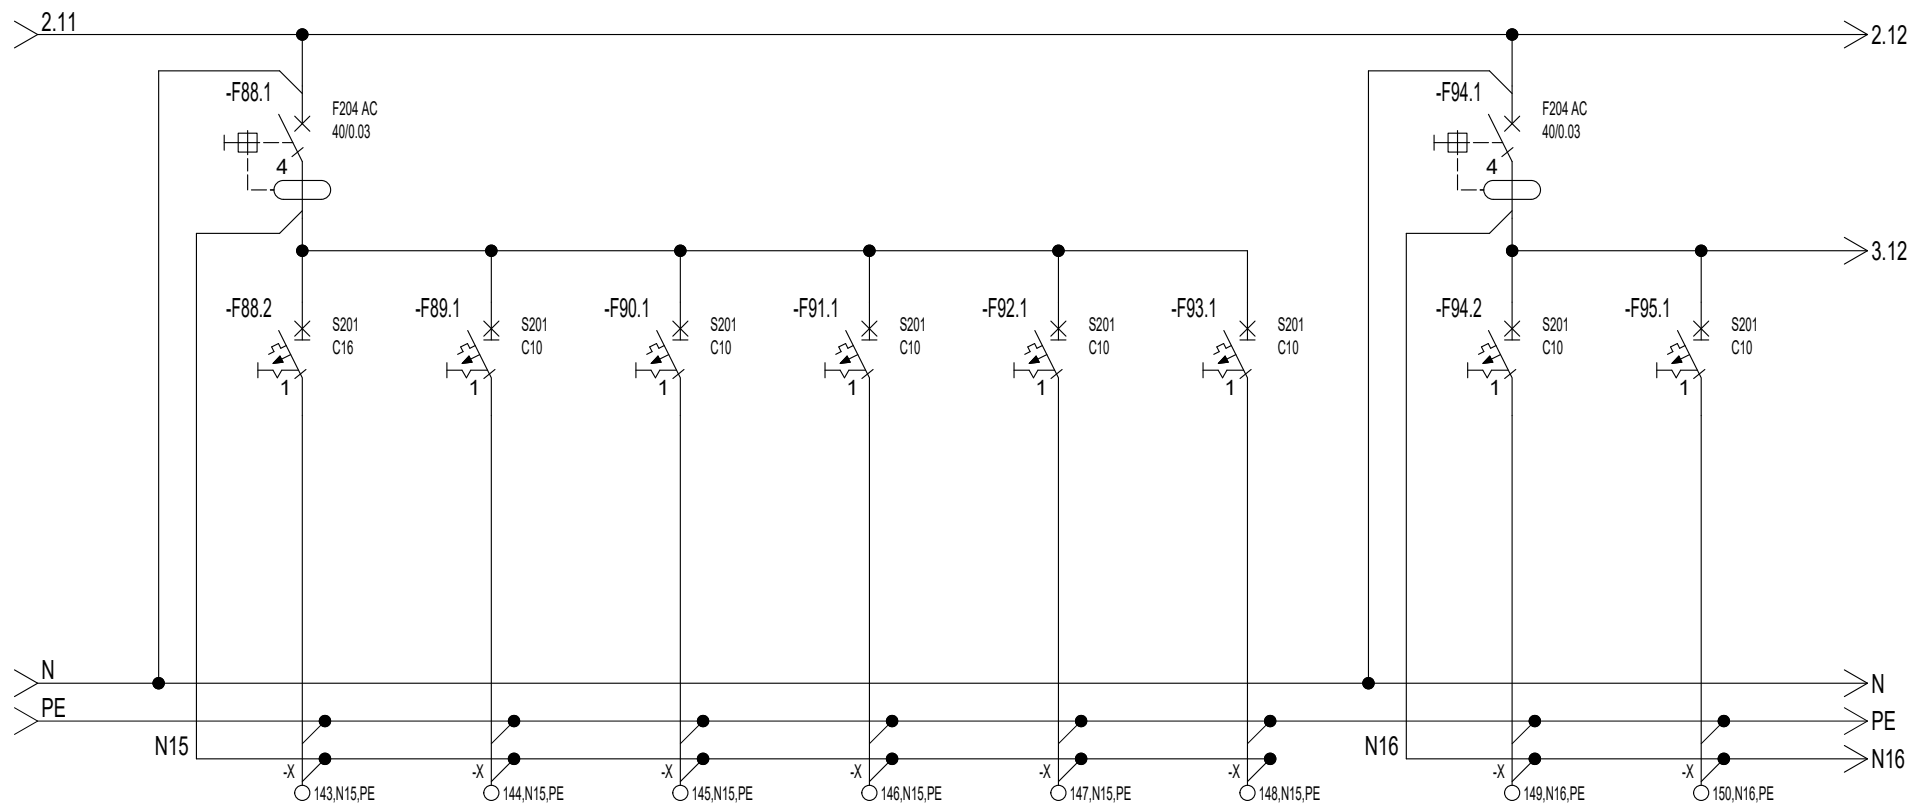 2.11
2.12
-F88.1
F204 AC
40/0.03
4
-F94.1
F204 AC
40/0.03
4
3.12
-F88.2
S201
C16
1
-F89.1
S201
C10
1
-F90.1
S201
C10
1
-F91.1
S201
C10
1
-F92.1
S201
C10
1
-F93.1
S201
C10
1
-F94.2
S201
C10
1
-F95.1
S201
C10
1
N
N
PE
PE
N15
N16
N16
-X
143,N15,PE
-X
144,N15,PE
-X
145,N15,PE
-X
146,N15,PE
-X
147,N15,PE
-X
148,N15,PE
-X
149,N16,PE
-X
150,N16,PE